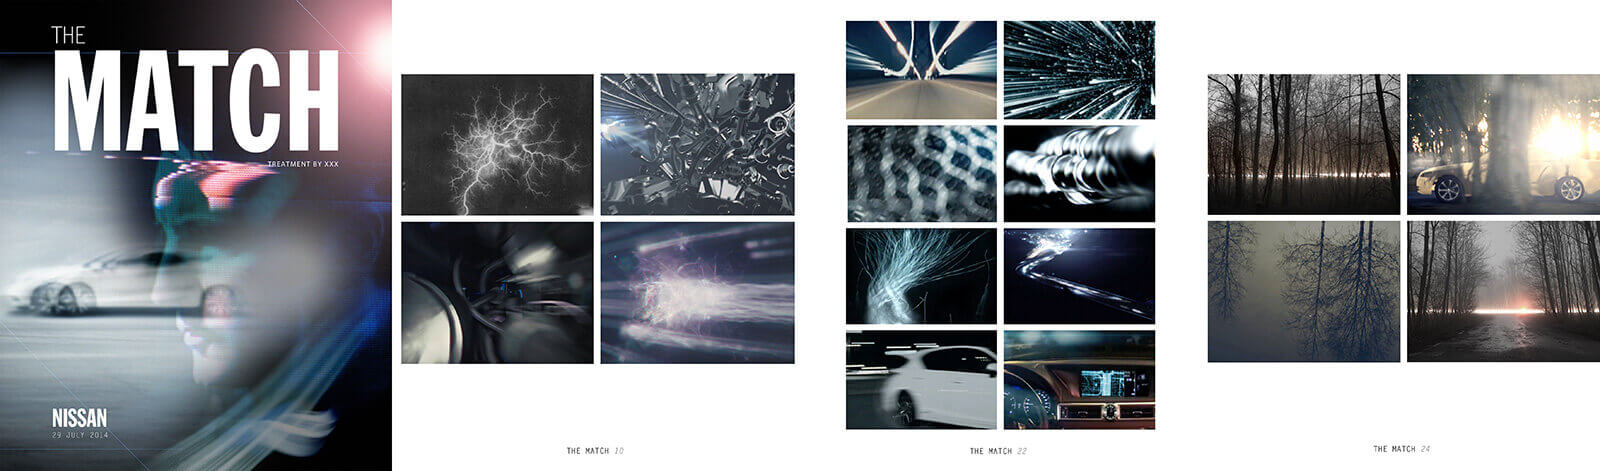 THE
MATCH
TREATMENT BY XXX
NISSAN
29 JULY 2014
THE MATCH 10
THE MATCH 22
THE MATCH 24